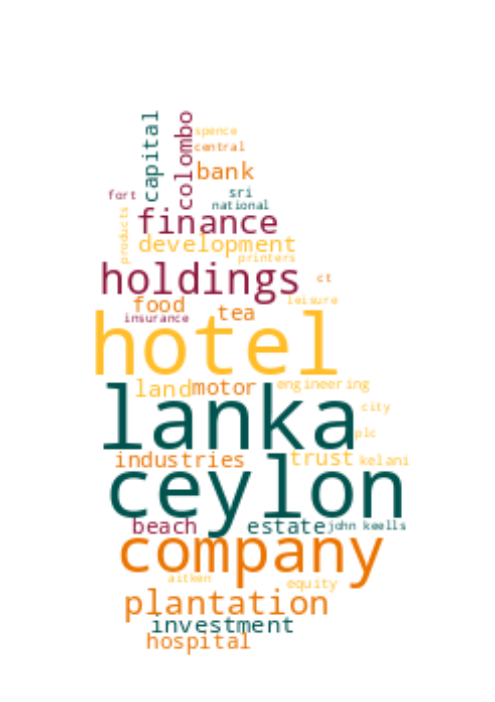 capital
colombo
spence
central
bank
fort
sri
national
products
finance
development
printers
holdings
ct
food
leisure
insurance
tea
hotel
land
motor
engineering
lanka
city
plc
industries
trust
kelani
ceylon
beach
estate
john keells
company
aitken
equity
plantation
investment
hospital